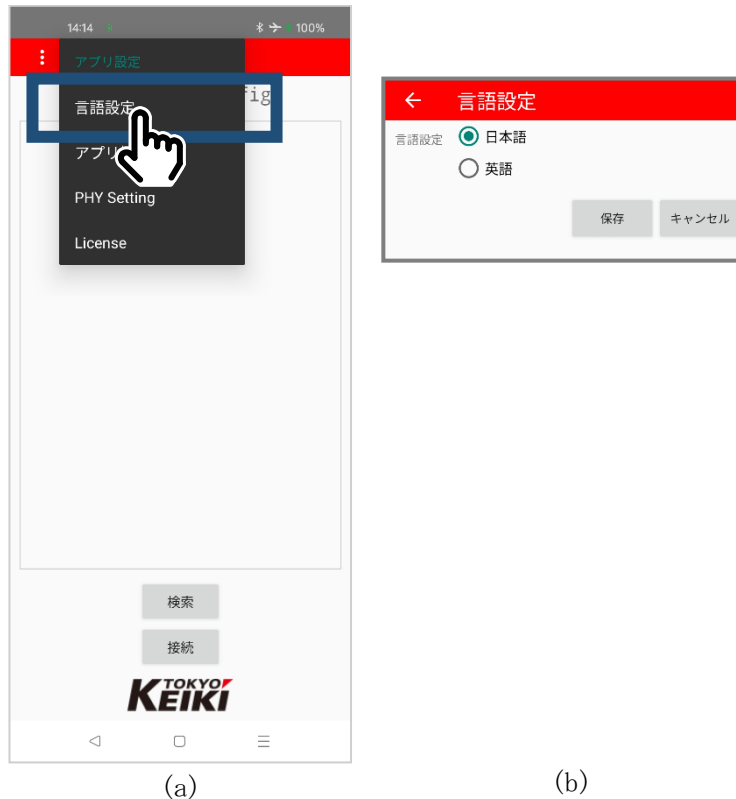 14:14
100%
アプリ設定
言語設定
fig
アプリ
PHY Setting
License
検索
接続
TOKYO
KEIKI
(a)
言語設定
言語設定
日本語
英語
保存
キャンセル
(b)